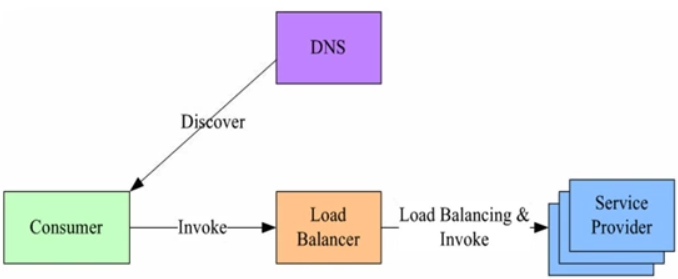 DNS
Discover
Consumer
Invoke
Load
Balancer
Load Balancing &
Invoke
Service
Provider